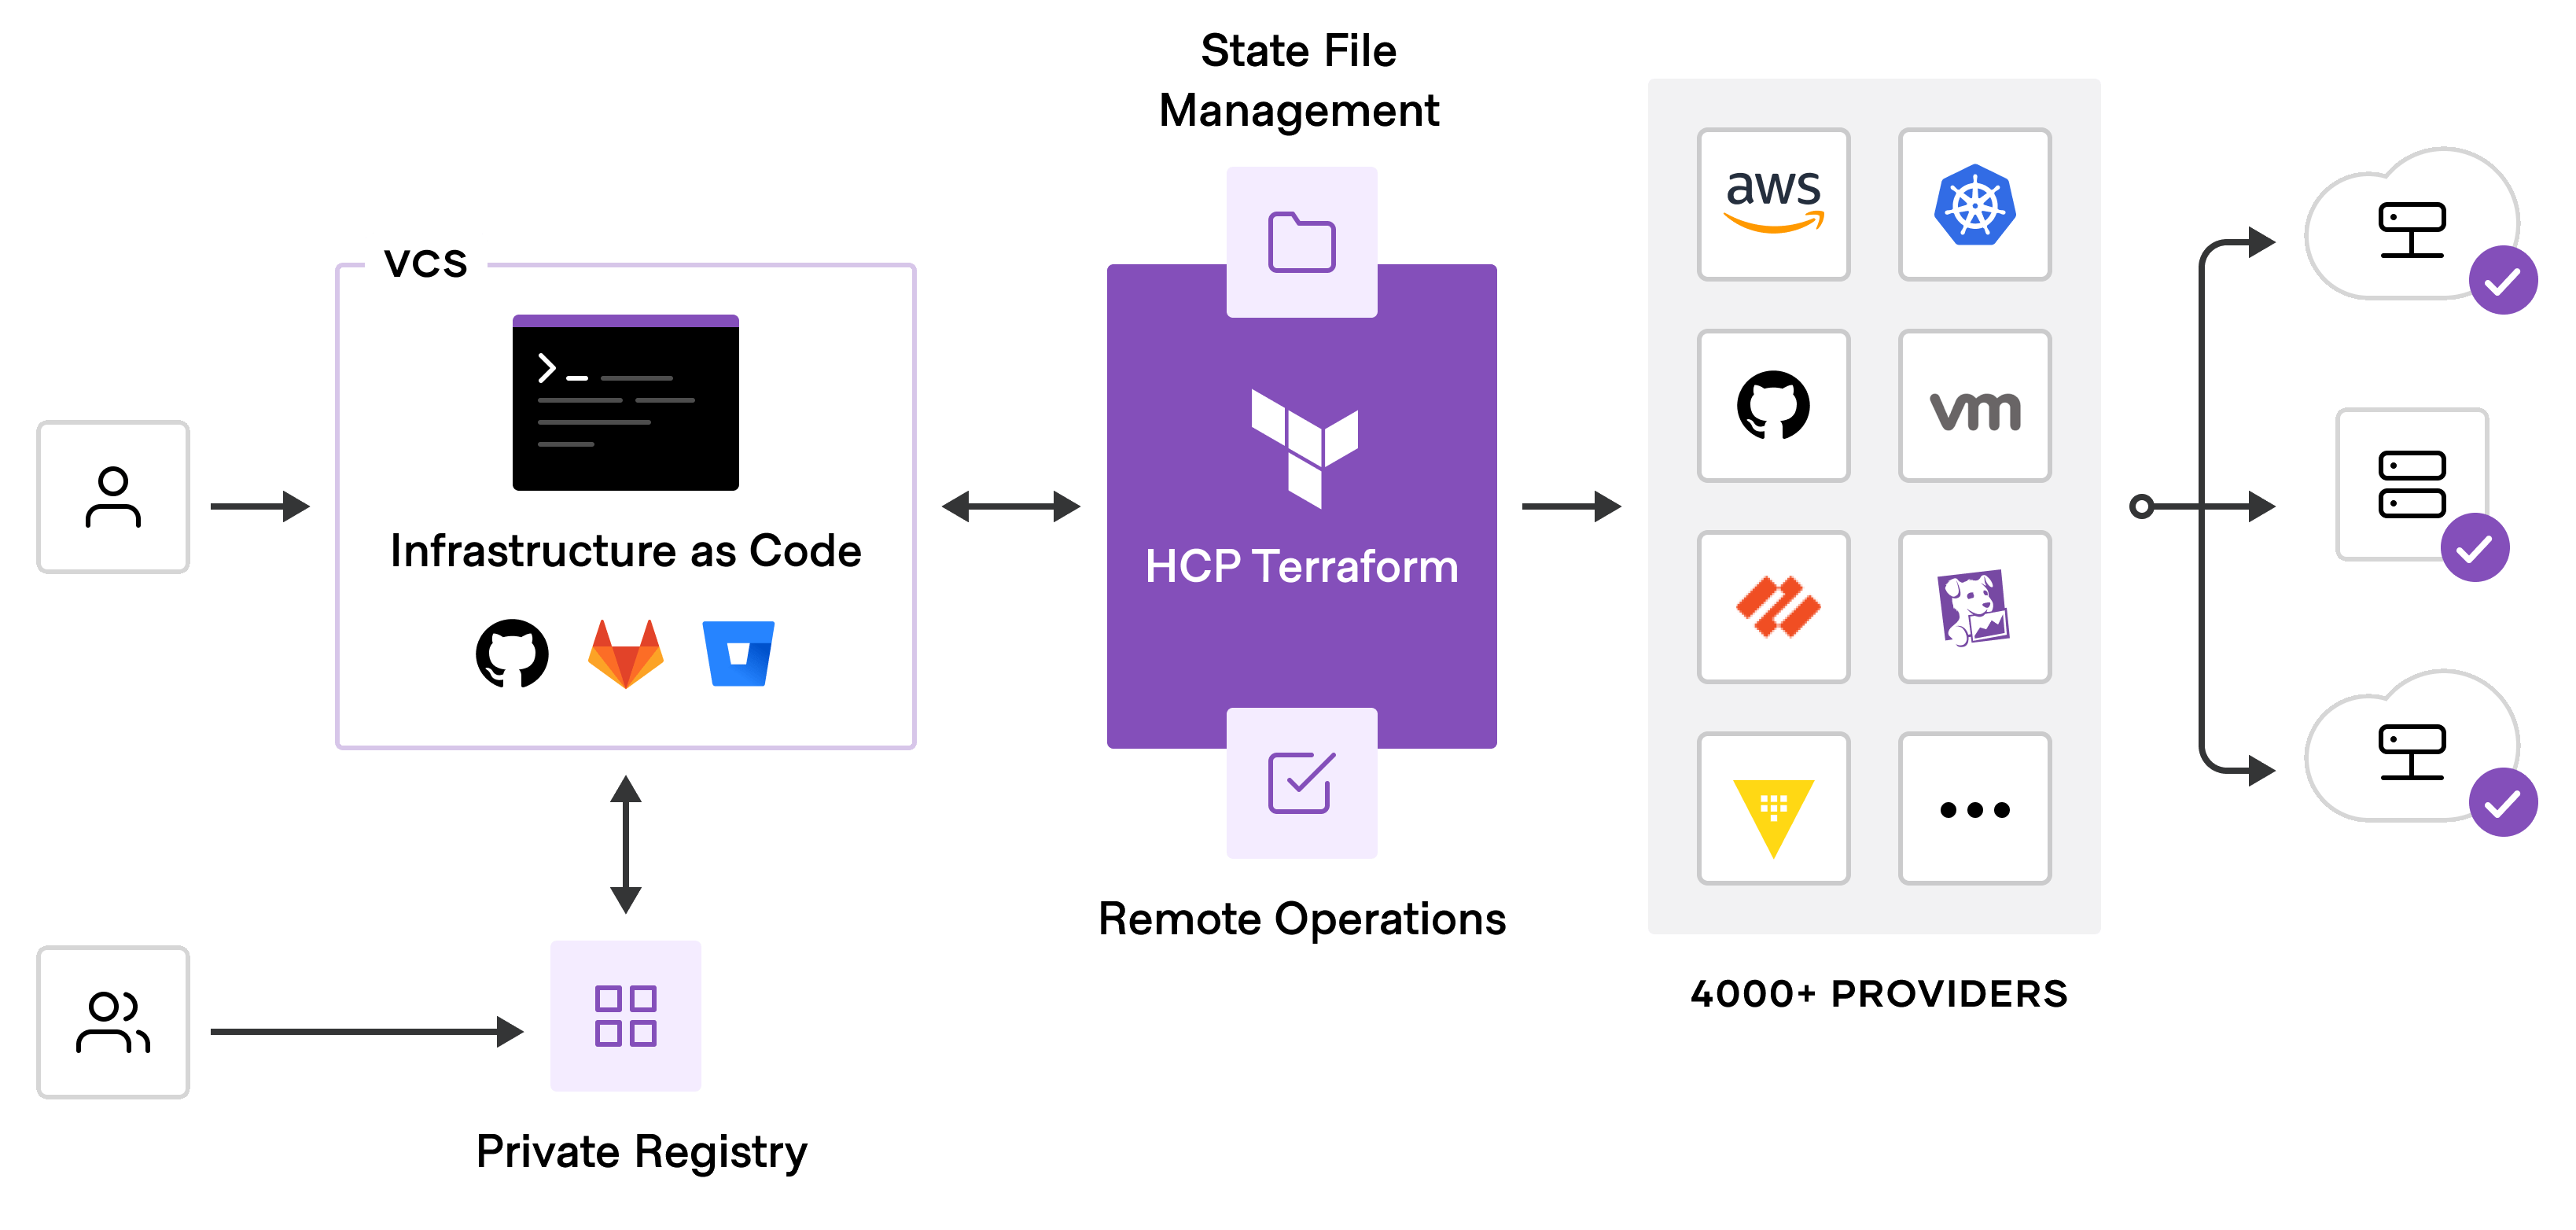 State File
Management
VCS
Infrastructure as Code
HCP Terraform
Remote Operations
Private Registry
aws
vm
4000+ PROVIDERS